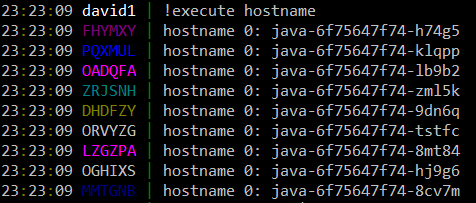 23:23:09 david1 | !execute hostname
23:23:09 FHYMXY | hostname 0: java-6f75647f74-h74g5
23:23:09 PQXMUL | hostname 0: java-6f75647f74-klqpp
23:23:09 OADQFA | hostname 0: java-6f75647f74-lb9b2
23:23:09 ZRJSNH | hostname 0: java-6f75647f74-zml5k
23:23:09 DHDFZY | hostname 0: java-6f75647f74-9dn6q
23:23:09 ORVYZG | hostname 0: java-6f75647f74-tstfc
23:23:09 LZGZPA | hostname 0: java-6f75647f74-8mt84
23:23:09 OGHIXS | hostname 0: java-6f75647f74-hj9g6
23:23:09 MMTGNR | hostname 0: java-6f75647f74-8cv7m